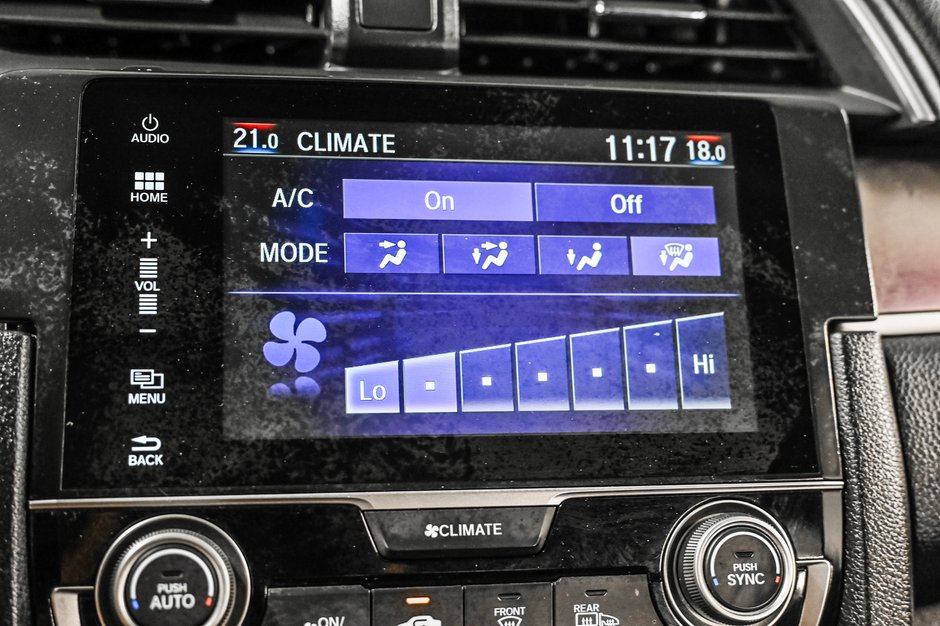 AUDIO
HOME
+
VOL
−
MENU
BACK
21.0 CLIMATE 11:17 18.0
A/C On Off
MODE
Lo Hi
CLIMATE
PUSH
AUTO
PUSH
SYNC
ON/
FRONT
REAR